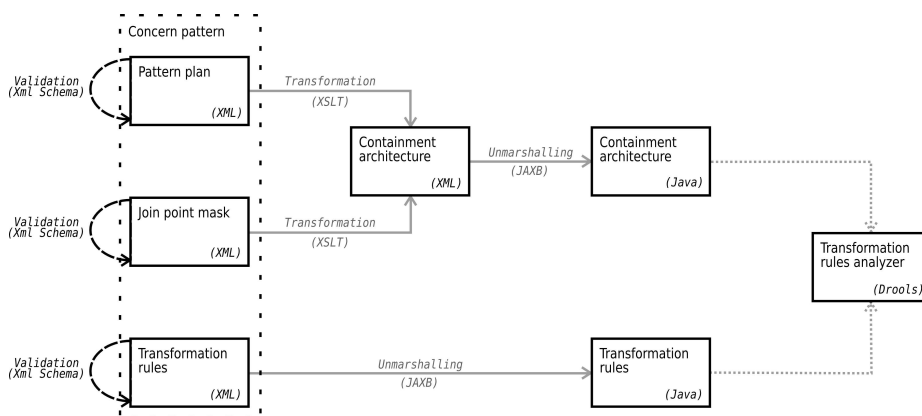 Concern pattern
Pattern plan
(XML)
Validation
(Xml Schema)
Transformation
(XSLT)
Containment
architecture
(XML)
Unmarshalling
(JAXB)
Containment
architecture
(Java)
Join point mask
(XML)
Validation
(Xml Schema)
Transformation
(XSLT)
Transformation
rules analyzer
(Drools)
Transformation
rules
(XML)
Validation
(Xml Schema)
Unmarshalling
(JAXB)
Transformation
rules
(Java)